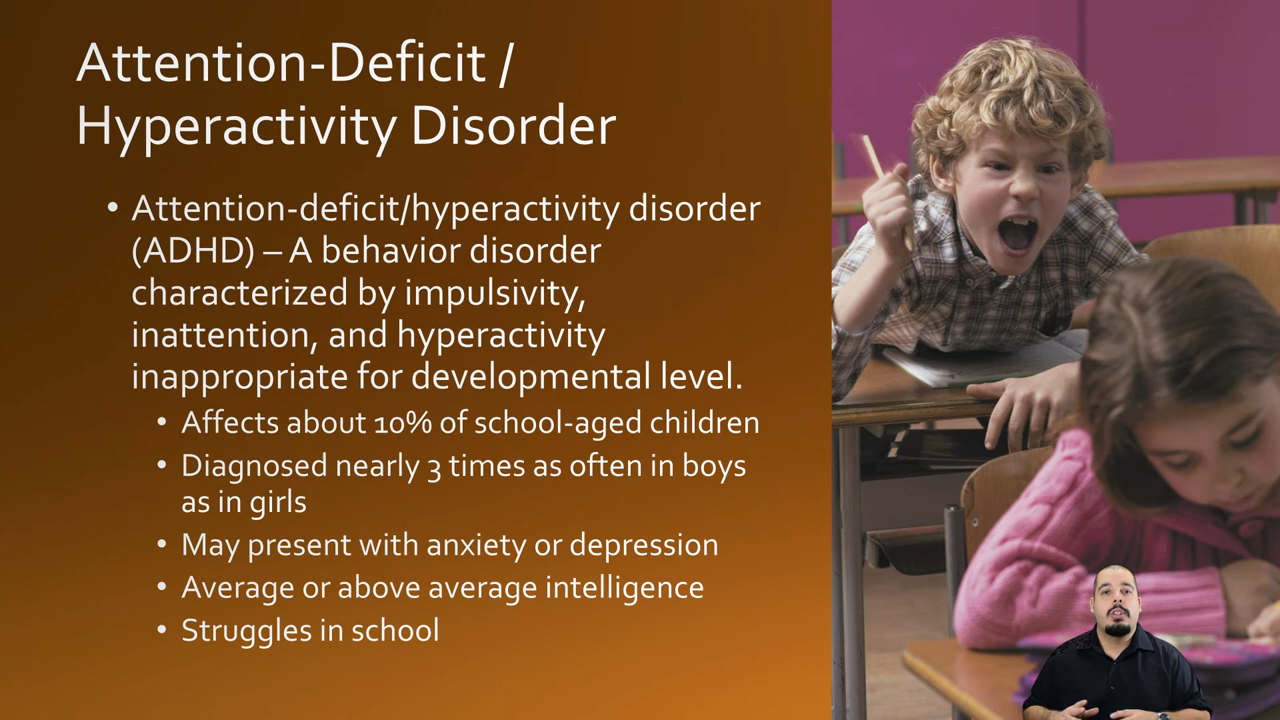 Attention-Deficit /
Hyperactivity Disorder
• Attention-deficit/hyperactivity disorder
(ADHD) – A behavior disorder
characterized by impulsivity,
inattention, and hyperactivity
inappropriate for developmental level.
• Affects about 10% of school-aged children
• Diagnosed nearly 3 times as often in boys
as in girls
• May present with anxiety or depression
• Average or above average intelligence
• Struggles in school